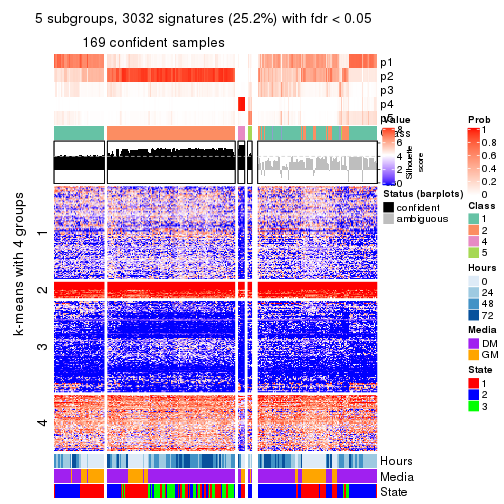 5 subgroups, 3032 signatures (25.2%) with fdr < 0.05
169 confident samples
p1
p2
p3
p4
p5
Class
Silhouette
score
k-means with 4 groups
1
2
3
4
Hours
Media
State
Value
8
6
4
2
0
Status (barplots)
confident
ambiguous
Prob
1
0.8
0.6
0.4
0.2
0
Class
1
2
4
5
Hours
0
24
48
72
Media
DM
GM
State
1
2
3